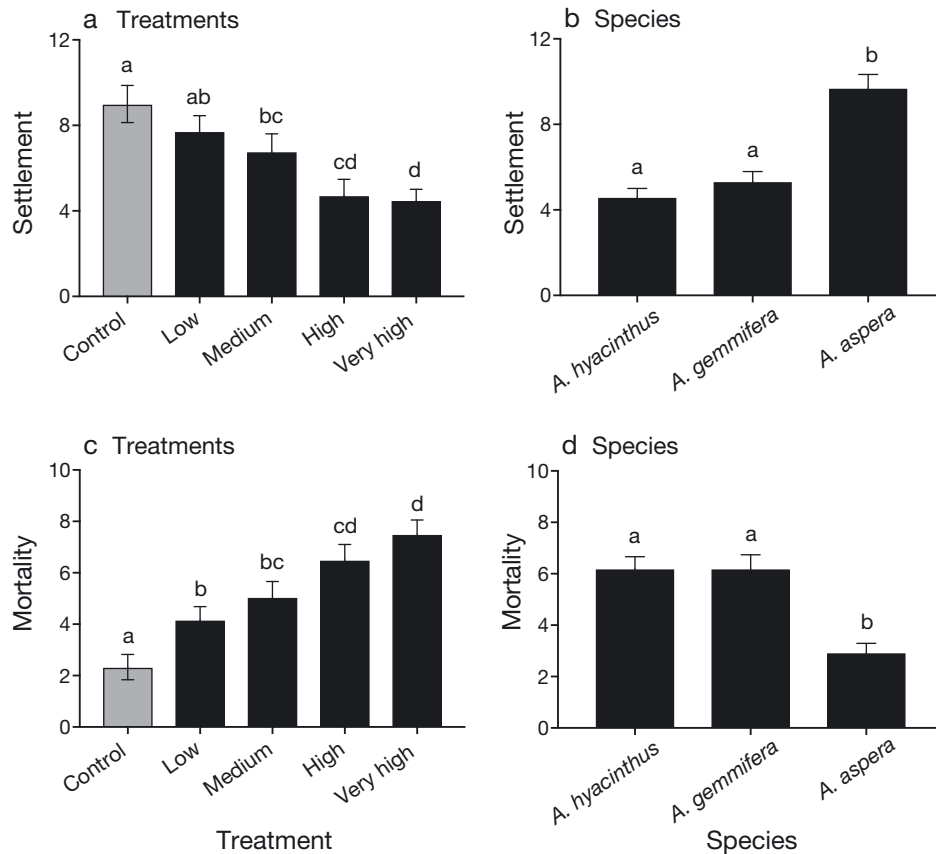 a Treatments
12
8
4
0
Settlement
a
ab
bc
cd
d
Control
Low
Medium
High
Very high
b Species
12
8
4
0
Settlement
a
a
b
A. hyacinthus
A. gemmifera
A. aspera
c Treatments
10
8
6
4
2
0
Mortality
a
b
bc
cd
d
Control
Low
Medium
High
Very high
Treatment
d Species
10
8
6
4
2
0
Mortality
a
a
b
A. hyacinthus
A. gemmifera
A. aspera
Species